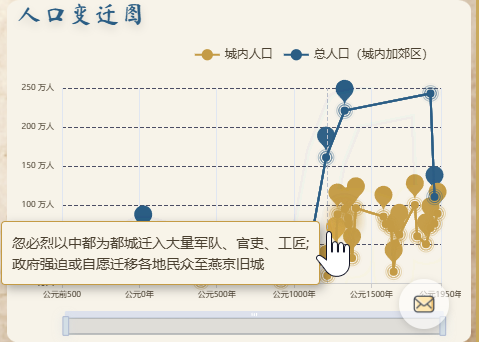 人口变迁图
城内人口 总人口（城内加郊区）
250 万人
200 万人
150 万人
100 万人
忽必烈以中都为都城迁入大量军队、官吏、工匠;
政府强迫或自愿迁移各地民众至燕京旧城
公元前500 公元0年 公元500年 公元1000年 公元1500年 公元1950年